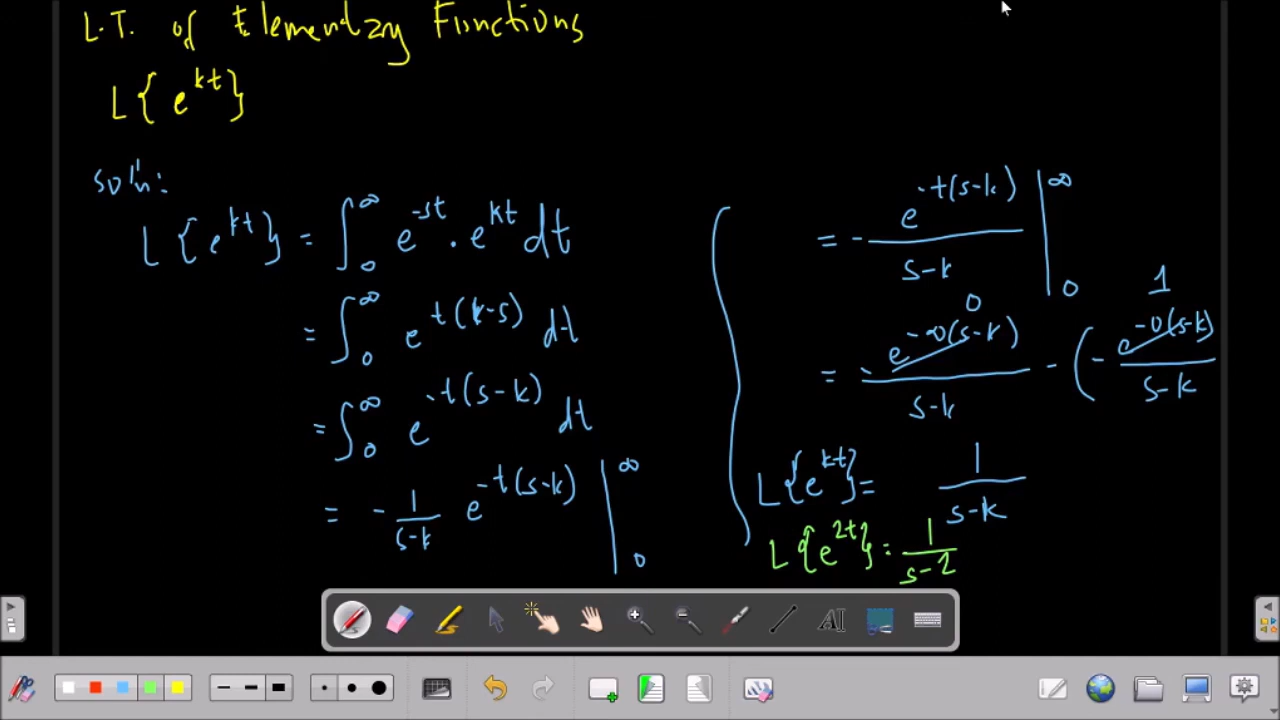 L.T. of Elementary Functions
L{ e^{kt} }
sol'n:
L{e^{kt}} = ∫_0^∞ e^{-st} · e^{kt} dt
= ∫_0^∞ e^{t(k-s)} dt
= ∫_0^∞ e^{-t(s-k)} dt
= - 1/(s-k) e^{-t(s-k)} |_0^∞
= - e^{-t(s-k)}/(s-k) |_0^∞
0 1
= - e^{-∞(s-k)}/(s-k) - (- e^{-0(s-k)}/(s-k)
L{e^{kt}} = 1/(s-k)
L{e^{2t}} = 1/(s-2)
AI